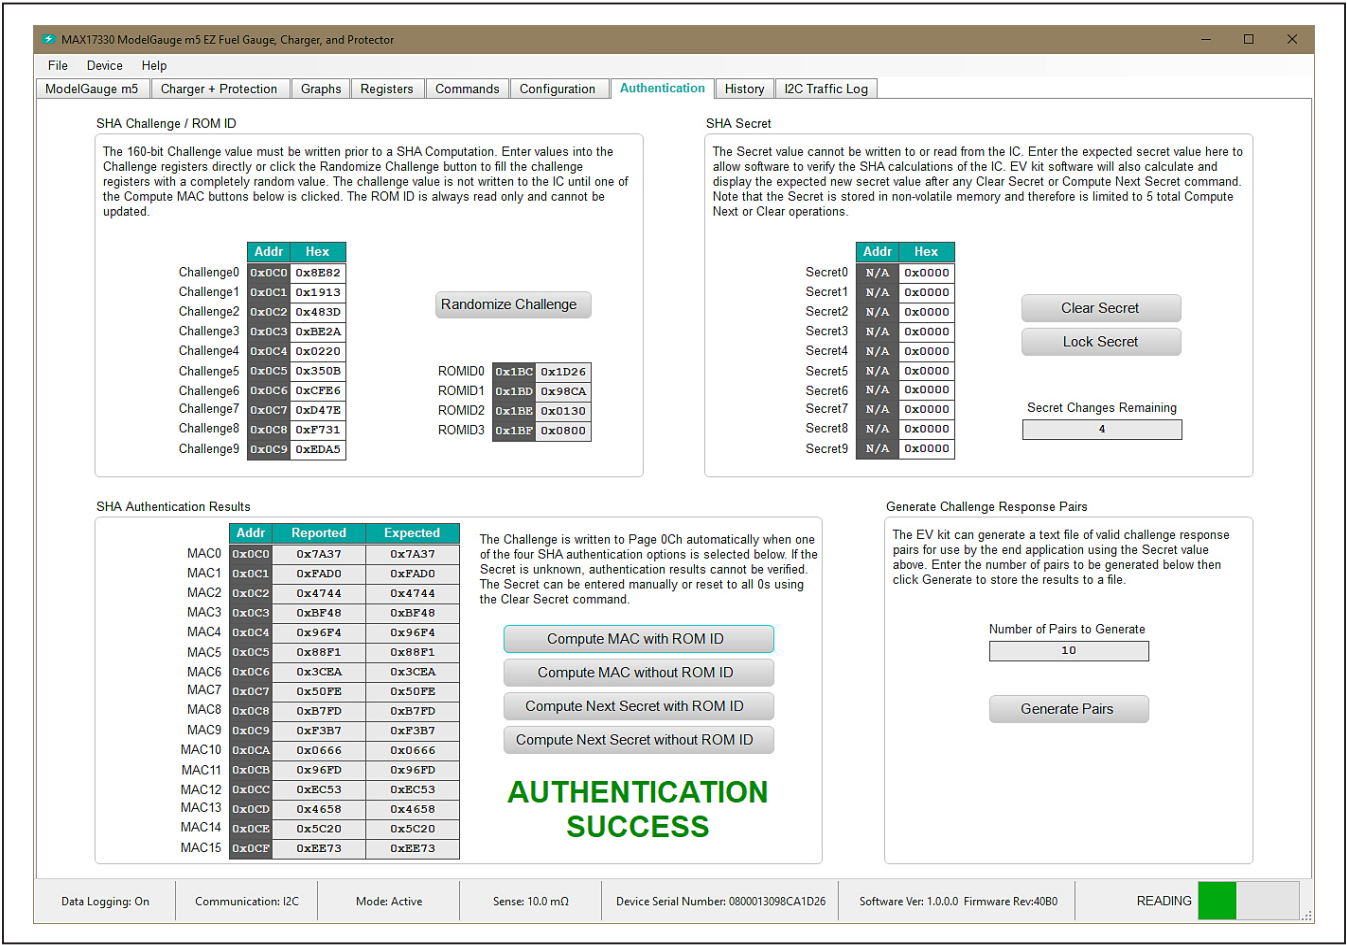 MAX17330 ModelGauge m5 EZ Fuel Gauge, Charger, and Protector
File Device Help
ModelGauge m5 Charger + Protection Graphs Registers Commands Configuration Authentication History I2C Traffic Log
SHA Challenge / ROM ID
The 160-bit Challenge value must be written prior to a SHA Computation. Enter values into the
Challenge registers directly or click the Randomize Challenge button to fill the challenge
registers with a completely random value. The challenge value is not written to the IC until one of
the Compute MAC buttons below is clicked. The ROM ID is always read only and cannot be
updated.
Addr Hex
Challenge0 0x0C0 0x8E82
Challenge1 0x0C1 0x1913
Challenge2 0x0C2 0x483D
Challenge3 0x0C3 0xBE2A
Challenge4 0x0C4 0x0220
Challenge5 0x0C5 0x350B
Challenge6 0x0C6 0xCFE6
Challenge7 0x0C7 0xD47E
Challenge8 0x0C8 0xF731
Challenge9 0x0C9 0xEDA5
Randomize Challenge
ROMID0 0x1BC 0x1D26
ROMID1 0x1BD 0x98CA
ROMID2 0x1BE 0x0130
ROMID3 0x1BF 0x0800
SHA Secret
The Secret value cannot be written to or read from the IC. Enter the expected secret value here to
allow software to verify the SHA calculations of the IC. EV kit software will also calculate and
display the expected new secret value after any Clear Secret or Compute Next Secret command.
Note that the Secret is stored in non-volatile memory and therefore is limited to 5 total Compute
Next or Clear operations.
Addr Hex
Secret0 N/A 0x0000
Secret1 N/A 0x0000
Secret2 N/A 0x0000
Secret3 N/A 0x0000
Secret4 N/A 0x0000
Secret5 N/A 0x0000
Secret6 N/A 0x0000
Secret7 N/A 0x0000
Secret8 N/A 0x0000
Secret9 N/A 0x0000
Clear Secret
Lock Secret
Secret Changes Remaining
4
SHA Authentication Results
Addr Reported Expected
MAC0 0x0C0 0x7A37 0x7A37
MAC1 0x0C1 0xFAD0 0xFAD0
MAC2 0x0C2 0x4744 0x4744
MAC3 0x0C3 0xBF48 0xBF48
MAC4 0x0C4 0x96F4 0x96F4
MAC5 0x0C5 0x88F1 0x88F1
MAC6 0x0C6 0x3CEA 0x3CEA
MAC7 0x0C7 0x50FE 0x50FE
MAC8 0x0C8 0xB7FD 0xB7FD
MAC9 0x0C9 0xF3B7 0xF3B7
MAC10 0x0CA 0x0666 0x0666
MAC11 0x0CB 0x96FD 0x96FD
MAC12 0x0CC 0xEC53 0xEC53
MAC13 0x0CD 0x4658 0x4658
MAC14 0x0CE 0x5C20 0x5C20
MAC15 0x0CF 0xEE73 0xEE73
The Challenge is written to Page 0Ch automatically when one
of the four SHA authentication options is selected below. If the
Secret is unknown, authentication results cannot be verified.
The Secret can be entered manually or reset to all 0s using
the Clear Secret command.
Compute MAC with ROM ID
Compute MAC without ROM ID
Compute Next Secret with ROM ID
Compute Next Secret without ROM ID
AUTHENTICATION
SUCCESS
Generate Challenge Response Pairs
The EV kit can generate a text file of valid challenge response
pairs for use by the end application using the Secret value
above. Enter the number of pairs to be generated below then
click Generate to store the results to a file.
Number of Pairs to Generate
10
Generate Pairs
Data Logging: On Communication: I2C Mode: Active Sense: 10.0 mΩ Device Serial Number: 0800013098CA1D26 Software Ver: 1.0.0.0 Firmware Rev:40B0 READING